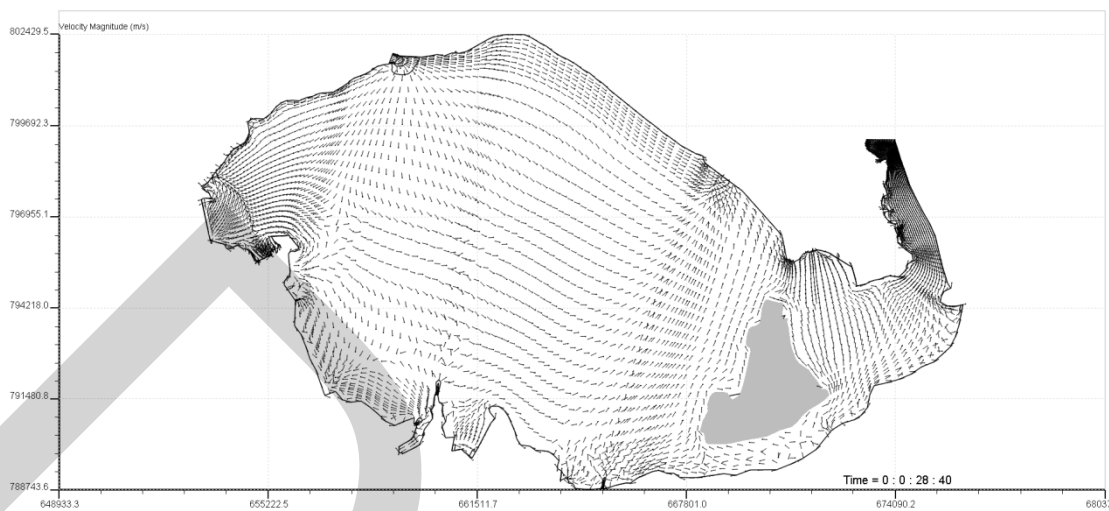 Velocity Magnitude (m/s)
802429.5
799692.3
796955.1
794218.0
791480.8
788743.6
Time = 0 : 0 : 28 : 40
648933.3 655222.5 661511.7 667801.0 674090.2